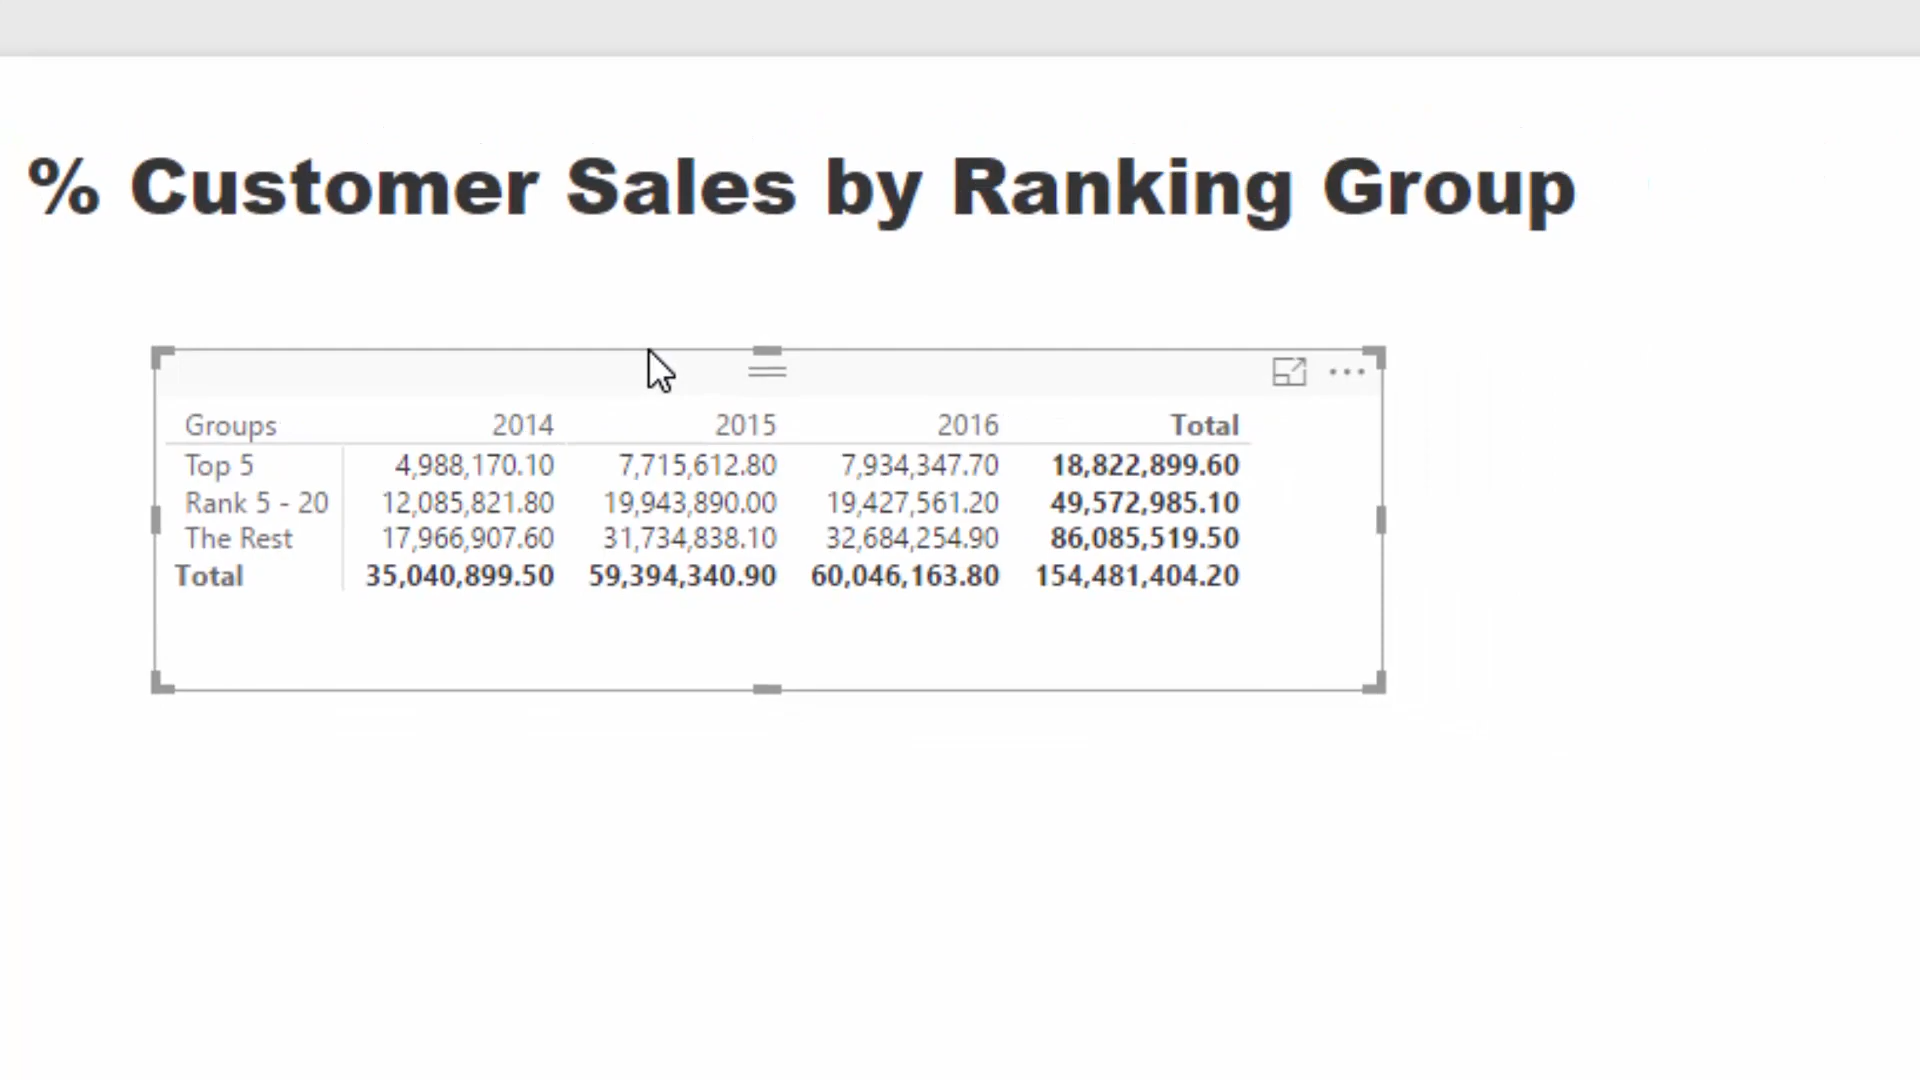 % Customer Sales by Ranking Group
Groups 2014 2015 2016 Total
Top 5 4,988,170.10 7,715,612.80 7,934,347.70 18,822,899.60
Rank 5 - 20 12,085,821.80 19,943,890.00 19,427,561.20 49,572,985.10
The Rest 17,966,907.60 31,734,838.10 32,684,254.90 86,085,519.50
Total 35,040,899.50 59,394,340.90 60,046,163.80 154,481,404.20